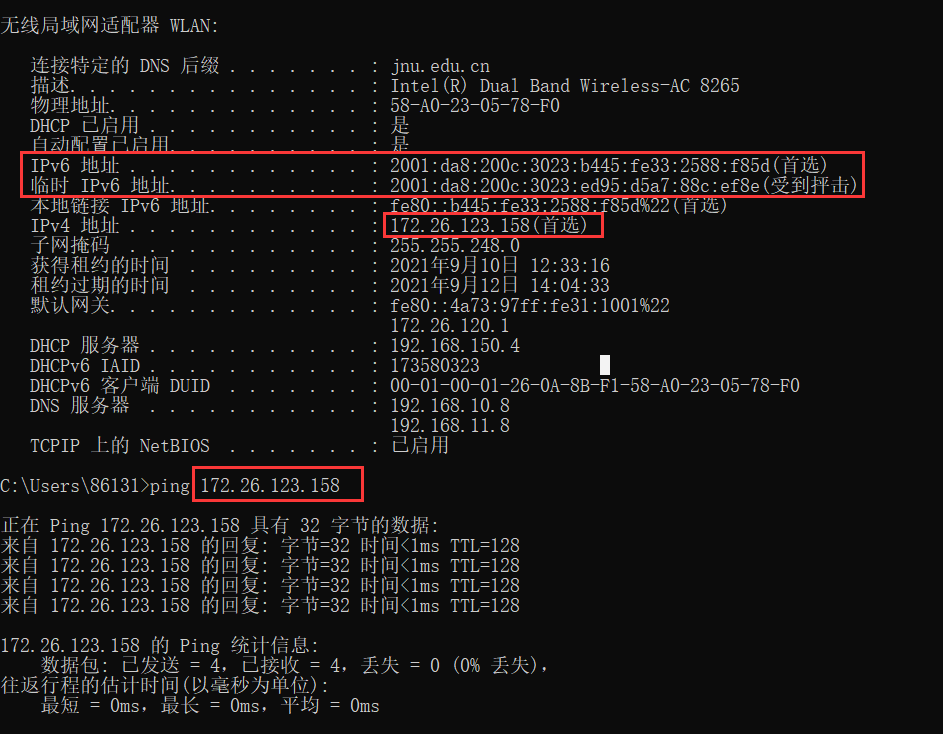 无线局域网适配器 WLAN:
连接特定的 DNS 后缀 . . . . . . . : jnu.edu.cn
描述. . . . . . . . . . . . . . . : Intel(R) Dual Band Wireless-AC 8265
物理地址. . . . . . . . . . . . . : 58-A0-23-05-78-F0
DHCP 已启用 . . . . . . . . . . . : 是
自动配置已启用. . . . . . . . . . : 是
IPv6 地址 . . . . . . . . . . . . : 2001:da8:200c:3023:b445:fe33:2588:f85d(首选)
临时 IPv6 地址. . . . . . . . . . : 2001:da8:200c:3023:ed95:d5a7:88c:ef8e(受到抨击)
本地链接 IPv6 地址. . . . . . . . : fe80::b445:fe33:2588:f85d%22(首选)
IPv4 地址 . . . . . . . . . . . . : 172.26.123.158(首选)
子网掩码 . . . . . . . . . . . . : 255.255.248.0
获得租约的时间 . . . . . . . . . : 2021年9月10日 12:33:16
租约过期的时间 . . . . . . . . . : 2021年9月12日 14:04:33
默认网关. . . . . . . . . . . . . : fe80::4a73:97ff:fe31:1001%22
172.26.120.1
DHCP 服务器 . . . . . . . . . . . : 192.168.150.4
DHCPv6 IAID . . . . . . . . . . . : 173580323
DHCPv6 客户端 DUID . . . . . . . : 00-01-00-01-26-0A-8B-F1-58-A0-23-05-78-F0
DNS 服务器 . . . . . . . . . . . : 192.168.10.8
192.168.11.8
TCPIP 上的 NetBIOS . . . . . . . : 已启用
C:\Users\86131>ping 172.26.123.158
正在 Ping 172.26.123.158 具有 32 字节的数据:
来自 172.26.123.158 的回复: 字节=32 时间<1ms TTL=128
来自 172.26.123.158 的回复: 字节=32 时间<1ms TTL=128
来自 172.26.123.158 的回复: 字节=32 时间<1ms TTL=128
来自 172.26.123.158 的回复: 字节=32 时间<1ms TTL=128
172.26.123.158 的 Ping 统计信息:
数据包: 已发送 = 4，已接收 = 4，丢失 = 0 (0% 丢失)，
往返行程的估计时间(以毫秒为单位):
最短 = 0ms，最长 = 0ms，平均 = 0ms